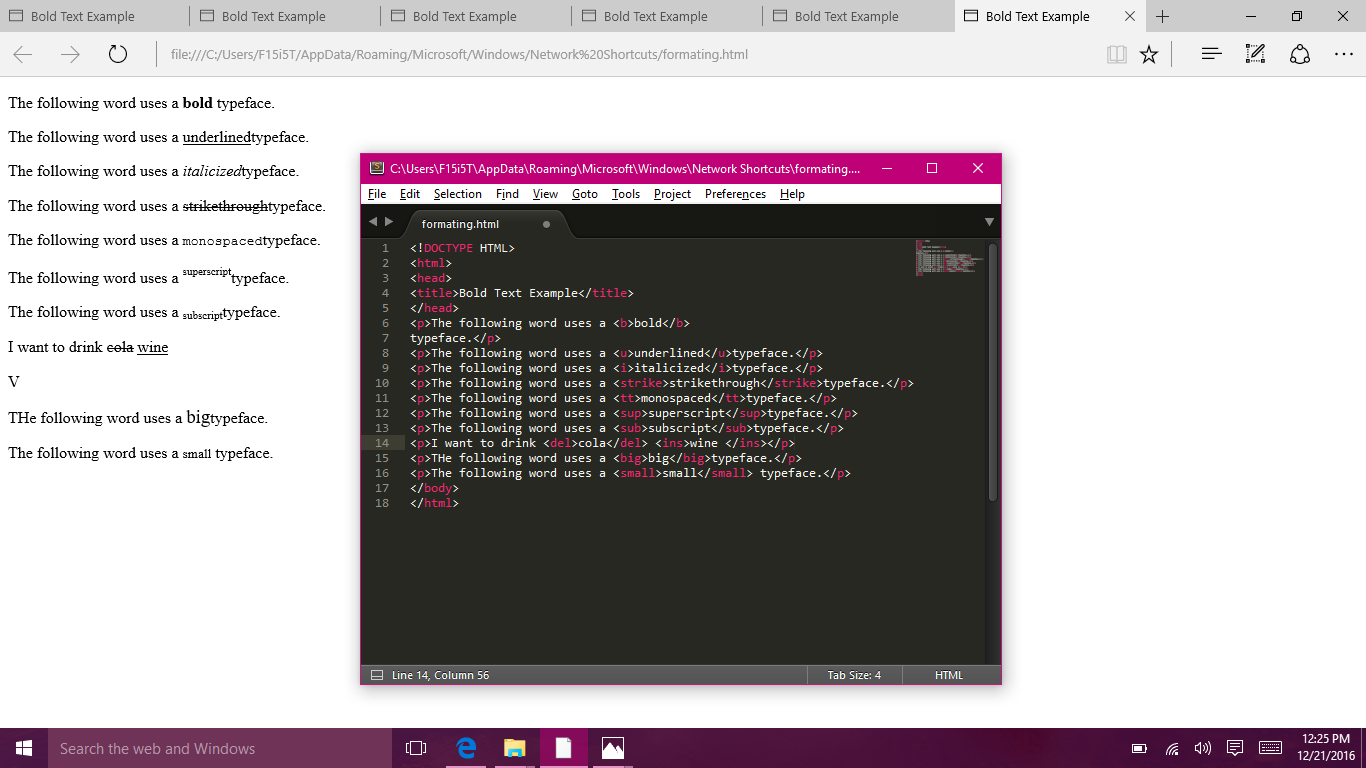 Bold Text Example
Bold Text Example
Bold Text Example
Bold Text Example
Bold Text Example
Bold Text Example
file:///C:/Users/F15i5T/AppData/Roaming/Microsoft/Windows/Network%20Shortcuts/formating.html
The following word uses a bold typeface.
The following word uses a underlinedtypeface.
The following word uses a italicizedtypeface.
The following word uses a strikethroughtypeface.
The following word uses a monospacedtypeface.
The following word uses a superscripttypeface.
The following word uses a subscripttypeface.
I want to drink cola wine
V
THe following word uses a bigtypeface.
The following word uses a small typeface.
C:\Users\F15i5T\AppData\Roaming\Microsoft\Windows\Network Shortcuts\formating....
File Edit Selection Find View Goto Tools Project Preferences Help
formating.html
1 <!DOCTYPE HTML>
2 <html>
3 <head>
4 <title>Bold Text Example</title>
5 </head>
6 <p>The following word uses a <b>bold</b>
7 typeface.</p>
8 <p>The following word uses a <u>underlined</u>typeface.</p>
9 <p>The following word uses a <i>italicized</i>typeface.</p>
10 <p>The following word uses a <strike>strikethrough</strike>typeface.</p>
11 <p>The following word uses a <tt>monospaced</tt>typeface.</p>
12 <p>The following word uses a <sup>superscript</sup>typeface.</p>
13 <p>The following word uses a <sub>subscript</sub>typeface.</p>
14 <p>I want to drink <del>cola</del> <ins>wine </ins></p>
15 <p>THe following word uses a <big>big</big>typeface.</p>
16 <p>The following word uses a <small>small</small> typeface.</p>
17 </body>
18 </html>
Line 14, Column 56
Tab Size: 4
HTML
Search the web and Windows
12:25 PM
12/21/2016